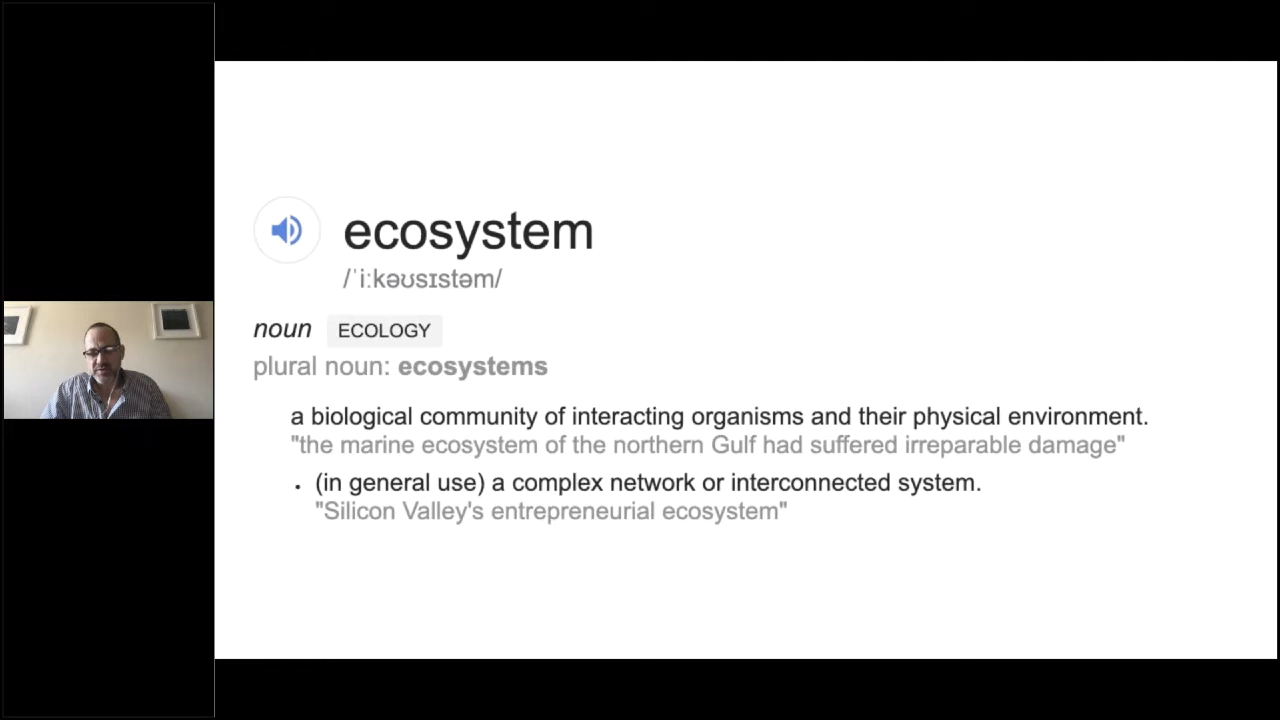 ecosystem
/ˈiːkəʊsɪstəm/
noun ECOLOGY
plural noun: ecosystems
a biological community of interacting organisms and their physical environment.
"the marine ecosystem of the northern Gulf had suffered irreparable damage"
• (in general use) a complex network or interconnected system.
"Silicon Valley's entrepreneurial ecosystem"